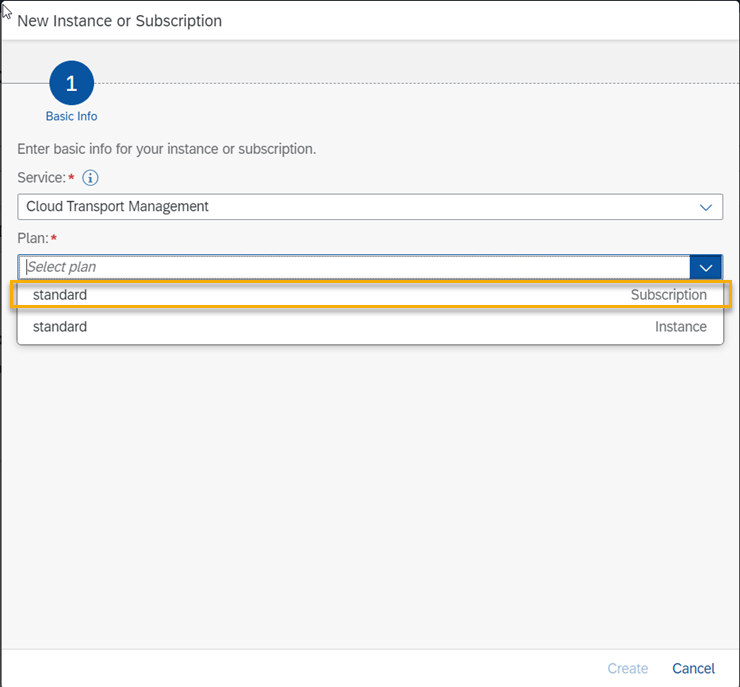 New Instance or Subscription
1
Basic Info
Enter basic info for your instance or subscription.
Service:*
Cloud Transport Management
Plan:*
Select plan
standard Subscription
standard Instance
Create Cancel